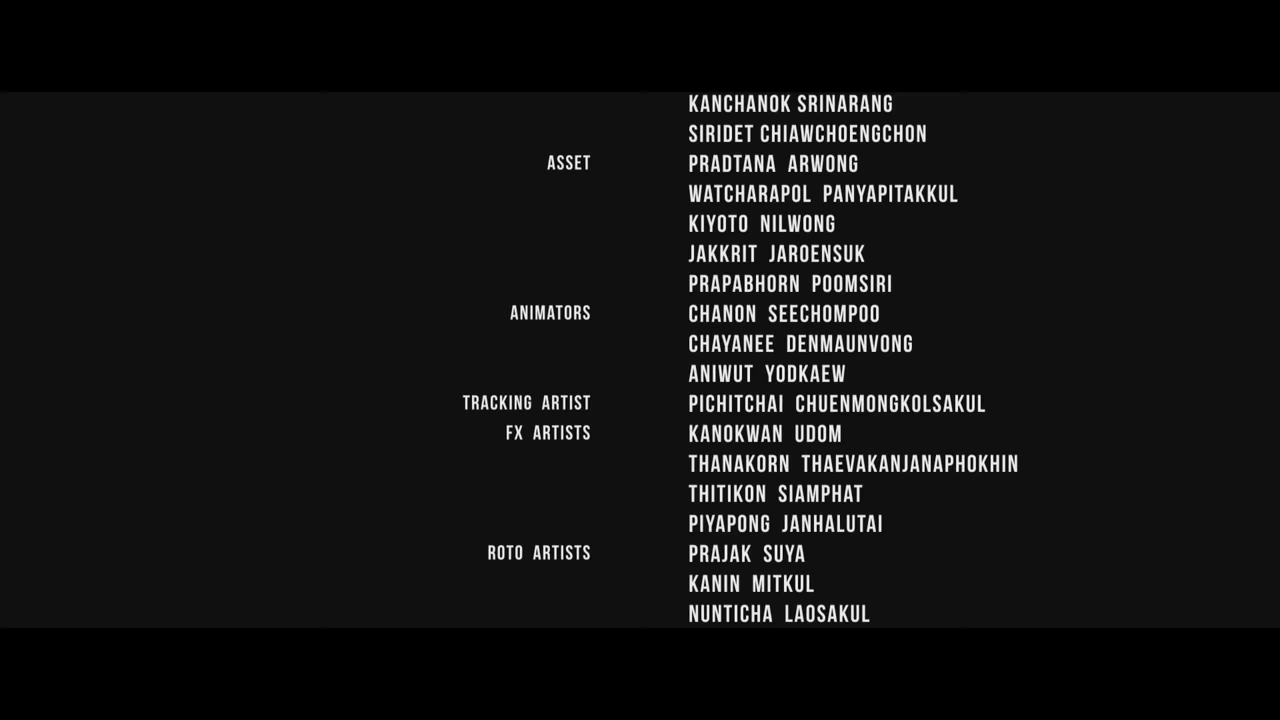 KANCHANOK SRINARANG
SIRIDET CHIAWCHOENGCHON
ASSET PRADTANA ARWONG
WATCHARAPOL PANYAPITAKKUL
KIYOTO NILWONG
JAKKRIT JAROENSUK
PRAPABHORN POOMSIRI
ANIMATORS CHANON SEECHOMPOO
CHAYANEE DENMAUNVONG
ANIWUT YODKAEW
TRACKING ARTIST PICHITCHAI CHUENMONGKOLSAKUL
FX ARTISTS KANOKWAN UDOM
THANAKORN THAEVAKANJANAPHOKHIN
THITIKON SIAMPHAT
PIYAPONG JANHALUTAI
ROTO ARTISTS PRAJAK SUYA
KANIN MITKUL
NUNTICHA LAOSAKUL